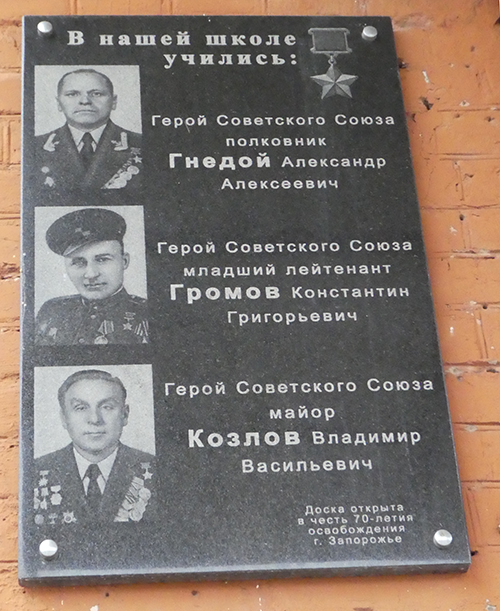 В нашей школе
учились:
Герой Советского Союза
полковник
Гнедой Александр
Алексеевич
Герой Советского Союза
младший лейтенант
Громов Константин
Григорьевич
Герой Советского Союза
майор
Козлов Владимир
Васильевич
Доска открыта
в честь 70-летия
освобождения
г. Запорожье